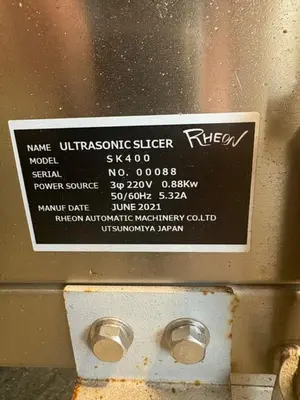 NAME ULTRASONIC SLICER RHEON
MODEL SK400
SERIAL NO. 00088
POWER SOURCE 3φ 220V 0.88Kw
50/60Hz 5.32A
MANUF DATE JUNE 2021
RHEON AUTOMATIC MACHINERY CO.LTD
UTSUNOMIYA JAPAN